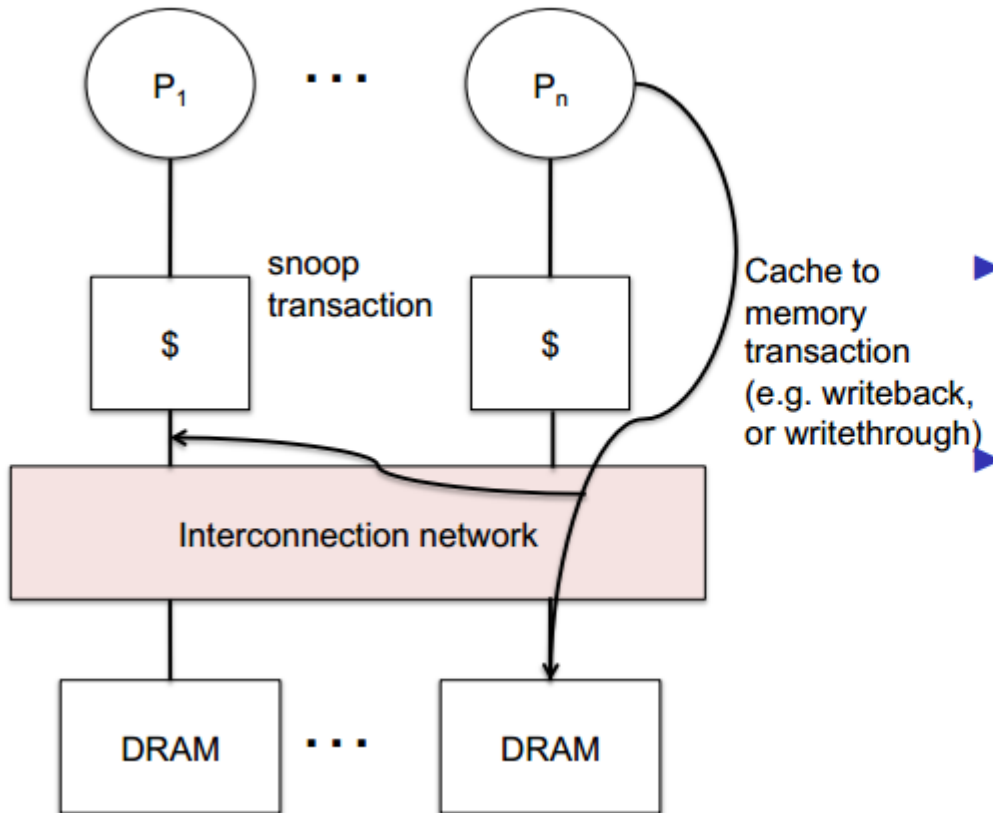 P₁
. . .
Pₙ
snoop
transaction
$
$
Cache to
memory
transaction
(e.g. writeback,
or writethrough)
Interconnection network
DRAM
. . .
DRAM